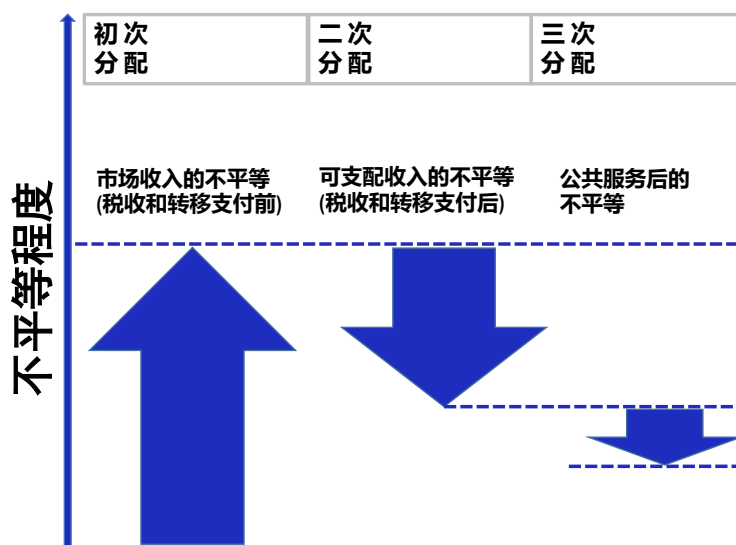 初次
分配
二次
分配
三次
分配
市场收入的不平等
(税收和转移支付前)
可支配收入的不平等
(税收和转移支付后)
公共服务后的
不平等
不平等程度